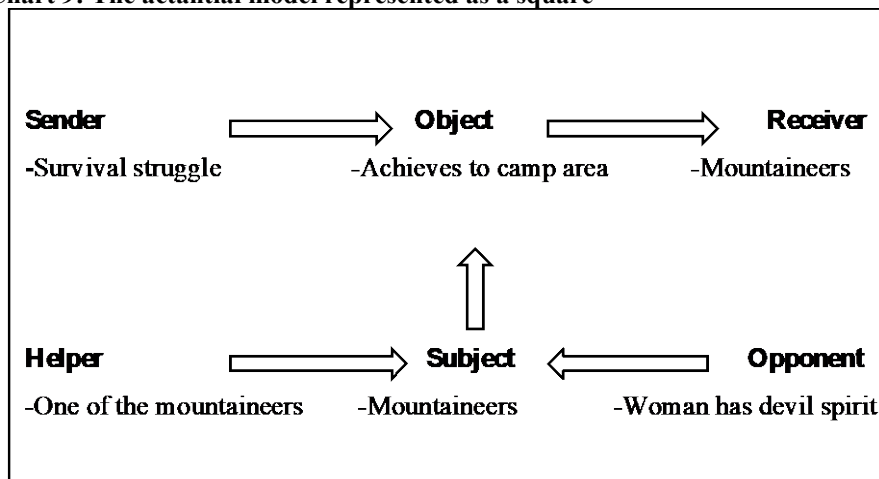 Chart 9: The actantial model represented as a square
Sender Object Receiver
-Survival struggle -Achieves to camp area -Mountaineers
Helper Subject Opponent
-One of the mountaineers -Mountaineers -Woman has devil spirit